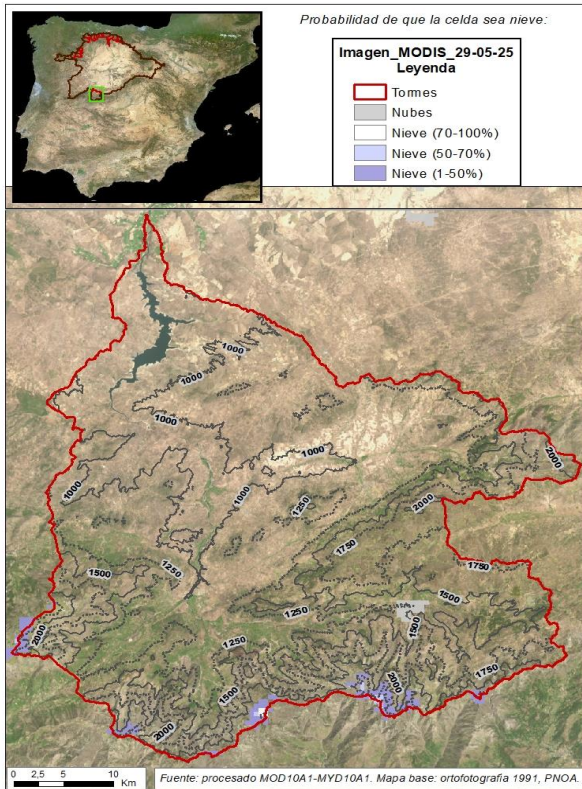 Probabilidad de que la celda sea nieve:
Imagen_MODIS_29-05-25
Leyenda
Tormes
Nubes
Nieve (70-100%)
Nieve (50-70%)
Nieve (1-50%)
1000
1000
1000
1000
1000
1000
2000
1250
2000
1750
1750
1500
1250
1500
1250
1500
2000
1250
1750
1500
2000
2000
0 2,5 5 10
Km
Fuente: procesado MOD10A1-MYD10A1. Mapa base: ortofotografia 1991, PNOA.